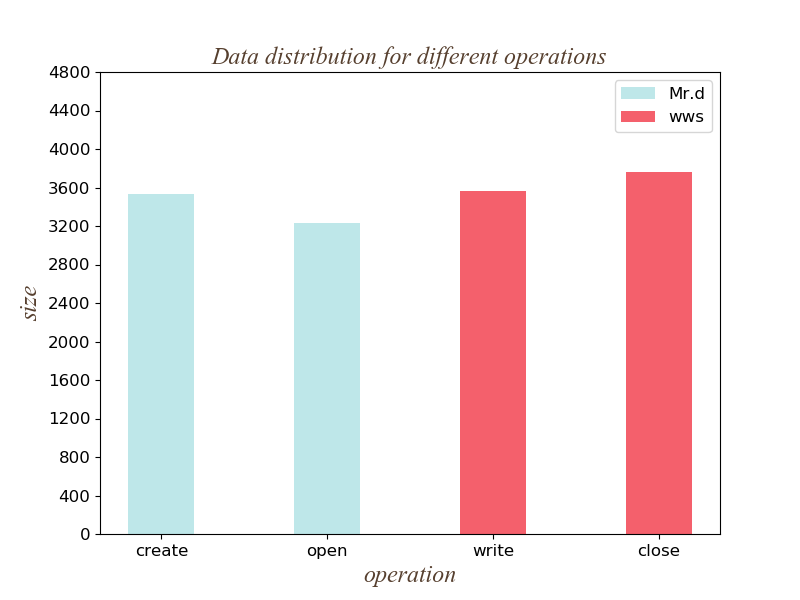 Data distribution for different operations
Mr.d
wws
4800
4400
4000
3600
3200
2800
2400
2000
1600
1200
800
400
0
size
create open write close
operation